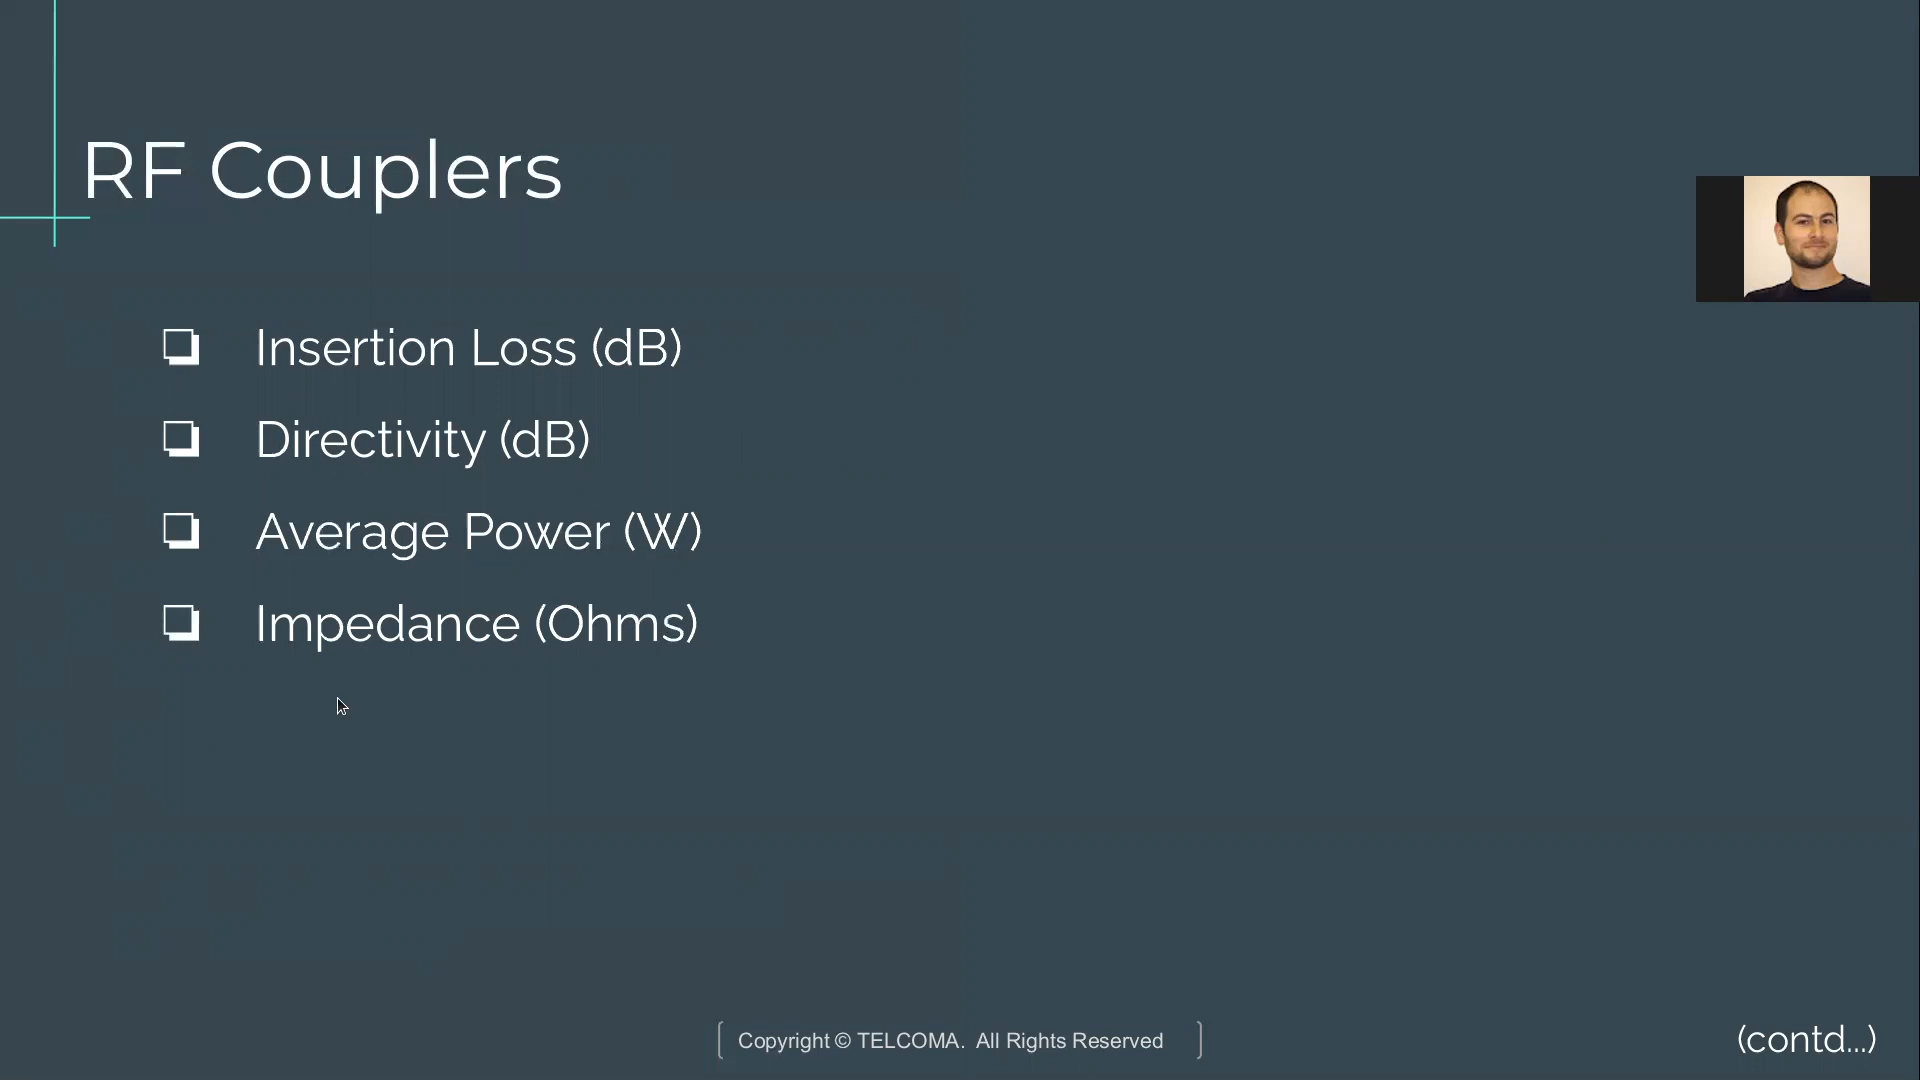 RF Couplers
Insertion Loss (dB)
Directivity (dB)
Average Power (W)
Impedance (Ohms)
Copyright © TELCOMA. All Rights Reserved
(contd...)